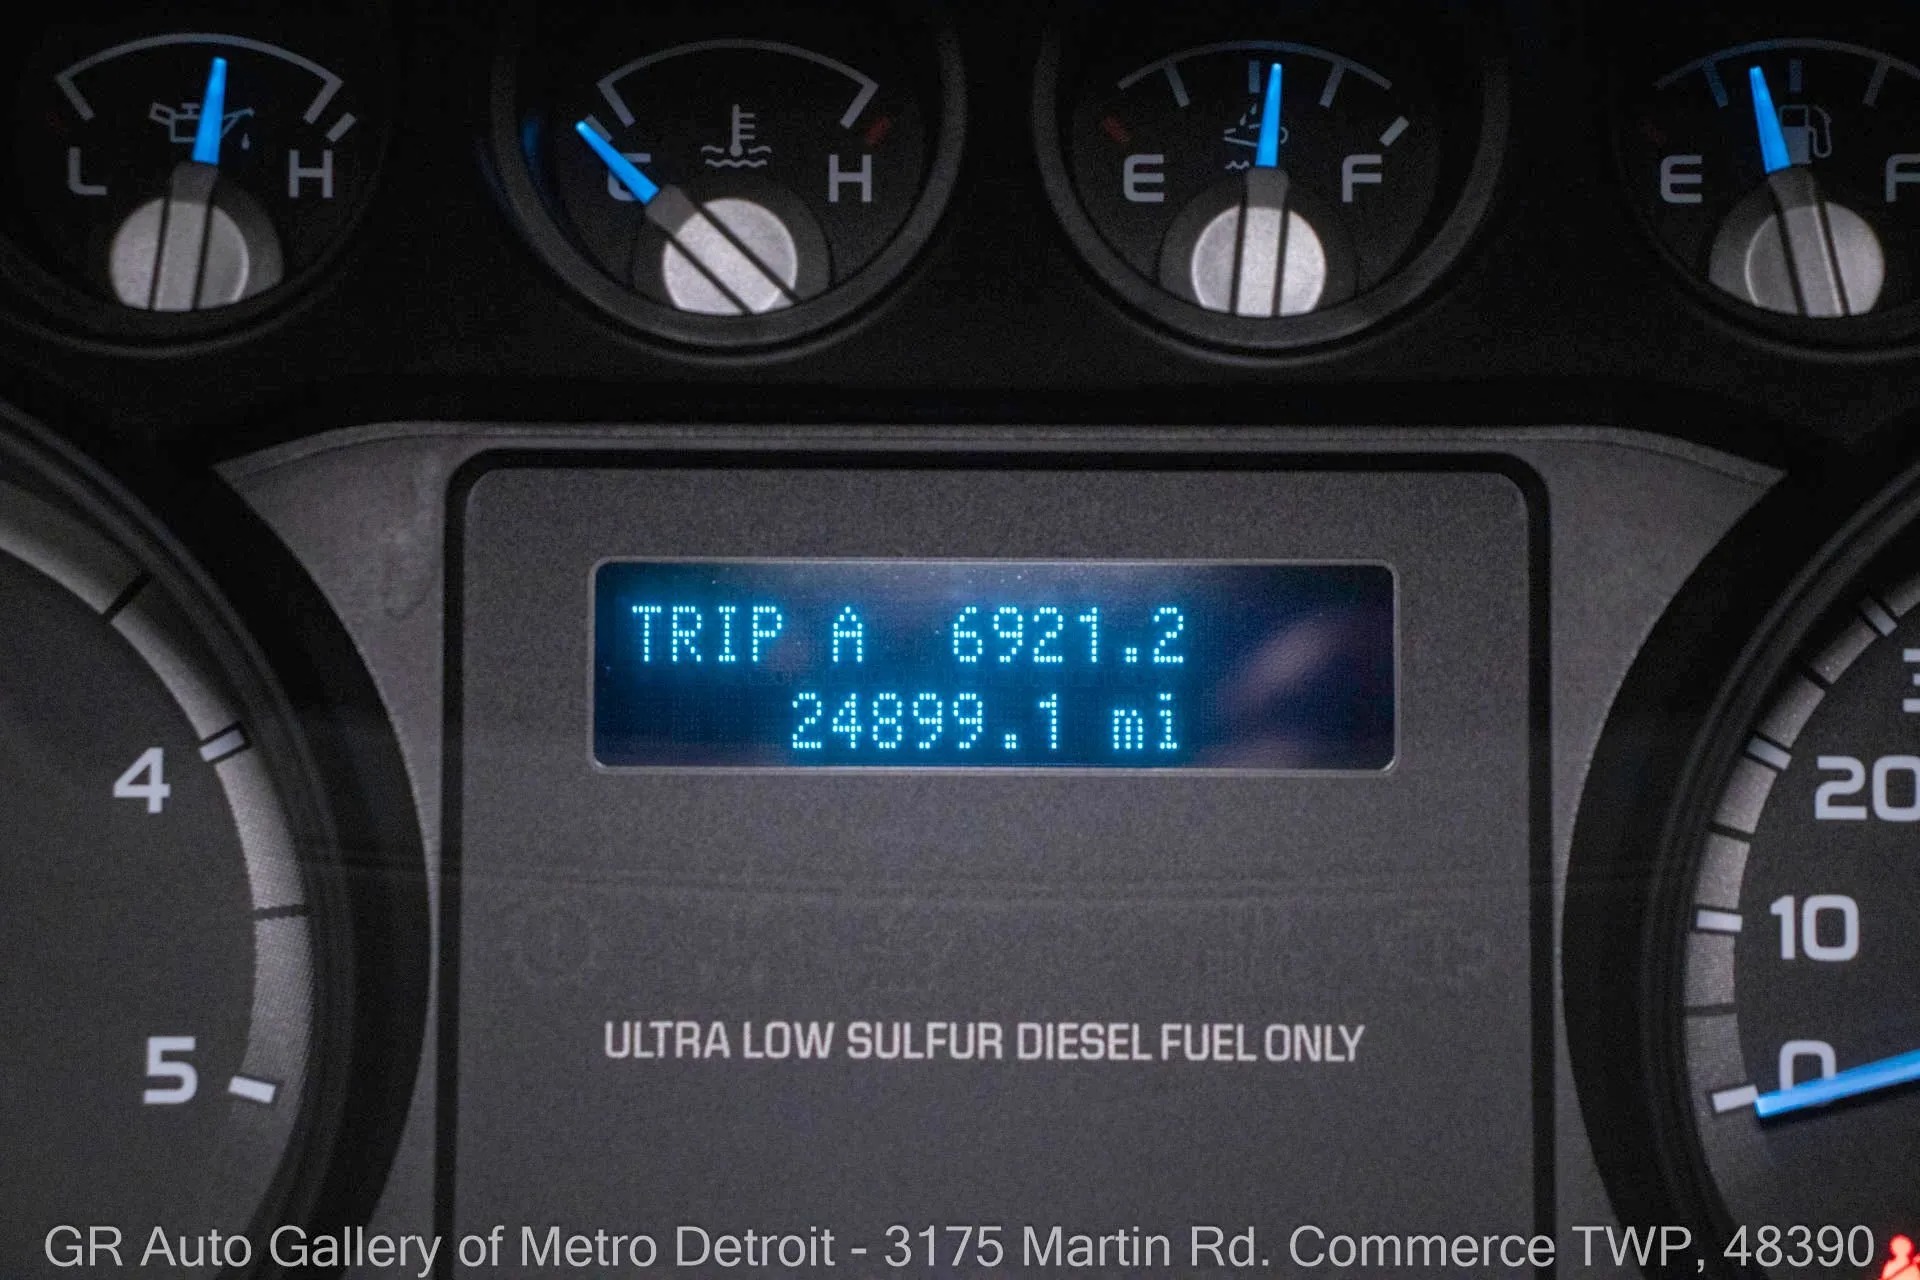 L H
C H
E F
E F
TRIP A 6921.2
24899.1 mi
4
5
20
10
0
ULTRA LOW SULFUR DIESEL FUEL ONLY
GR Auto Gallery of Metro Detroit - 3175 Martin Rd. Commerce TWP, 48390